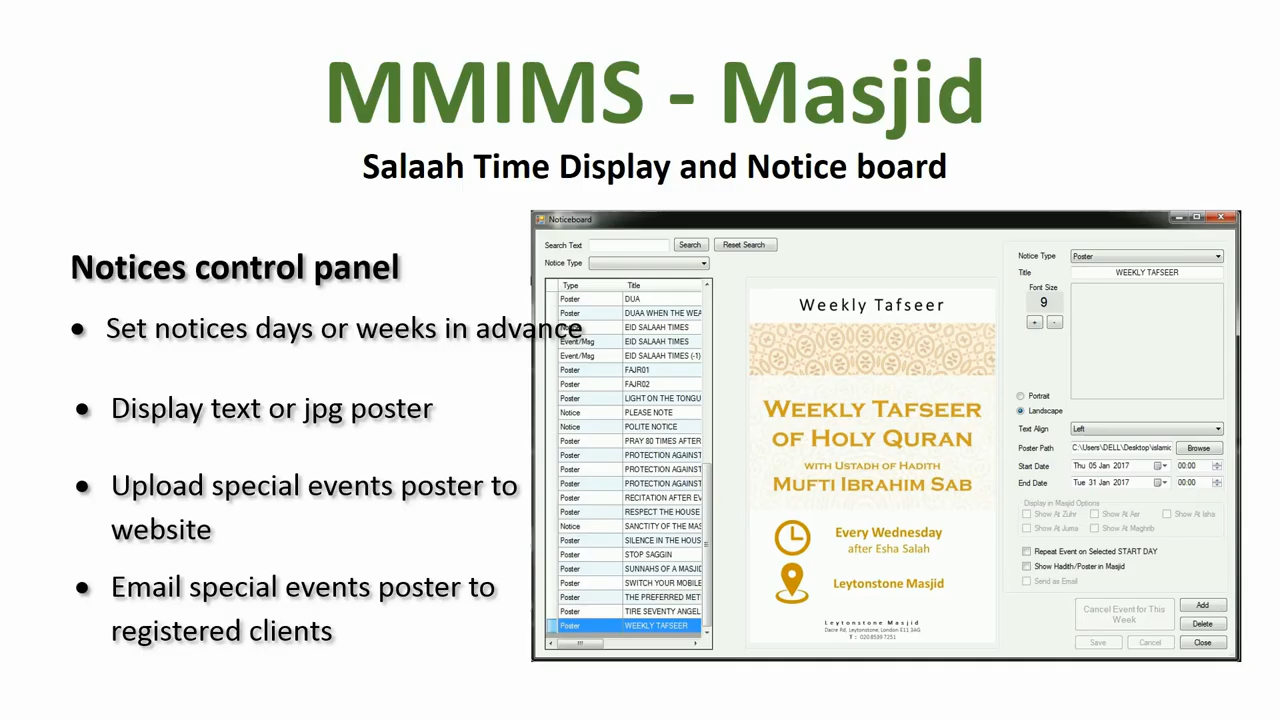 MMIMS - Masjid
Salaah Time Display and Notice board
Notices control panel
• Set notices days or weeks in advance
• Display text or jpg poster
• Upload special events poster to
website
• Email special events poster to
registered clients
Noticeboard
Search Text
Search
Reset Search
Notice Type
Type Title
Poster DUA
Poster DUAA WHEN THE WEA
Notice EID SALAAH TIMES
Event/Msg EID SALAAH TIMES
Event/Msg EID SALAAH TIMES (-1)
Poster FAJR01
Poster FAJR02
Poster LIGHT ON THE TONGU
Notice PLEASE NOTE
Notice POLITE NOTICE
Poster PRAY 80 TIMES AFTER
Poster PROTECTION AGAINST
Poster PROTECTION AGAINST
Poster PROTECTION AGAINST
Poster RECITATION AFTER EV
Poster RESPECT THE HOUSE
Notice SANCTITY OF THE MAS
Poster SILENCE IN THE HOUS
Poster STOP SAGGIN
Poster SUNNAHS OF A MASJID
Poster SWITCH YOUR MOBILE
Poster THE PREFERRED MET
Poster TIRE SEVENTY ANGEL
Poster WEEKLY TAFSEER
Weekly Tafseer
WEEKLY TAFSEER
OF HOLY QURAN
WITH USTADH OF HADITH
MUFTI IBRAHIM SAB
Every Wednesday
after Esha Salah
Leytonstone Masjid
Leytonstone Masjid
Dacre Rd, Leytonstone, London E11 3AG
T : 020 8539 7251
Notice Type Poster
Title WEEKLY TAFSEER
Font Size
9
+ -
Portrait
Landscape
Text Align Left
Poster Path C:\Users\DELL\Desktop\islamic Browse
Start Date Thu 05 Jan 2017 00:00
End Date Tue 31 Jan 2017 00:00
Display in Masjid Options
Show At Zuhr Show At Asr Show At Isha
Show At Juma Show At Maghrib
Repeat Event on Selected START DAY
Show Hadith/Poster in Masjid
Send as Email
Cancel Event for This
Week
Add
Delete
Save Cancel Close